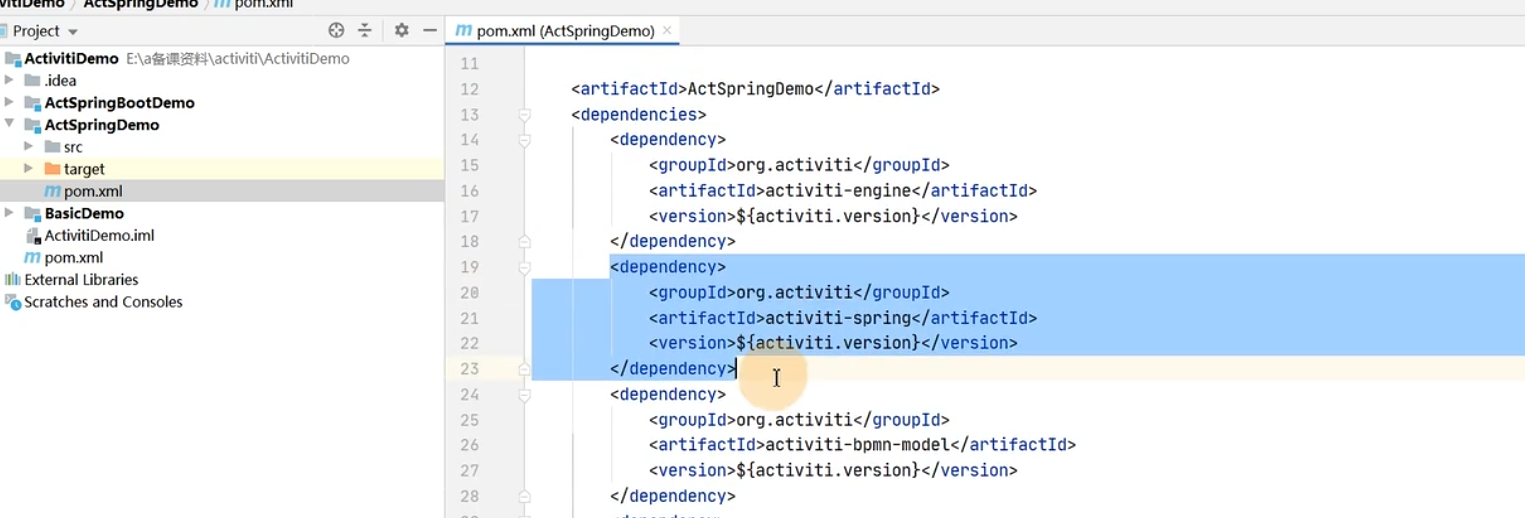 vitiDemo 〉 ActSpringDemo 〉 m pom.xml
Project
pom.xml (ActSpringDemo)
ActivitiDemo E:\a备课资料\activiti\ActivitiDemo
.idea
ActSpringBootDemo
ActSpringDemo
src
target
pom.xml
BasicDemo
ActivitiDemo.iml
pom.xml
External Libraries
Scratches and Consoles
11
12 <artifactId>ActSpringDemo</artifactId>
13 <dependencies>
14 <dependency>
15 <groupId>org.activiti</groupId>
16 <artifactId>activiti-engine</artifactId>
17 <version>${activiti.version}</version>
18 </dependency>
19 <dependency>
20 <groupId>org.activiti</groupId>
21 <artifactId>activiti-spring</artifactId>
22 <version>${activiti.version}</version>
23 </dependency>
24 <dependency>
25 <groupId>org.activiti</groupId>
26 <artifactId>activiti-bpmn-model</artifactId>
27 <version>${activiti.version}</version>
28 </dependency>